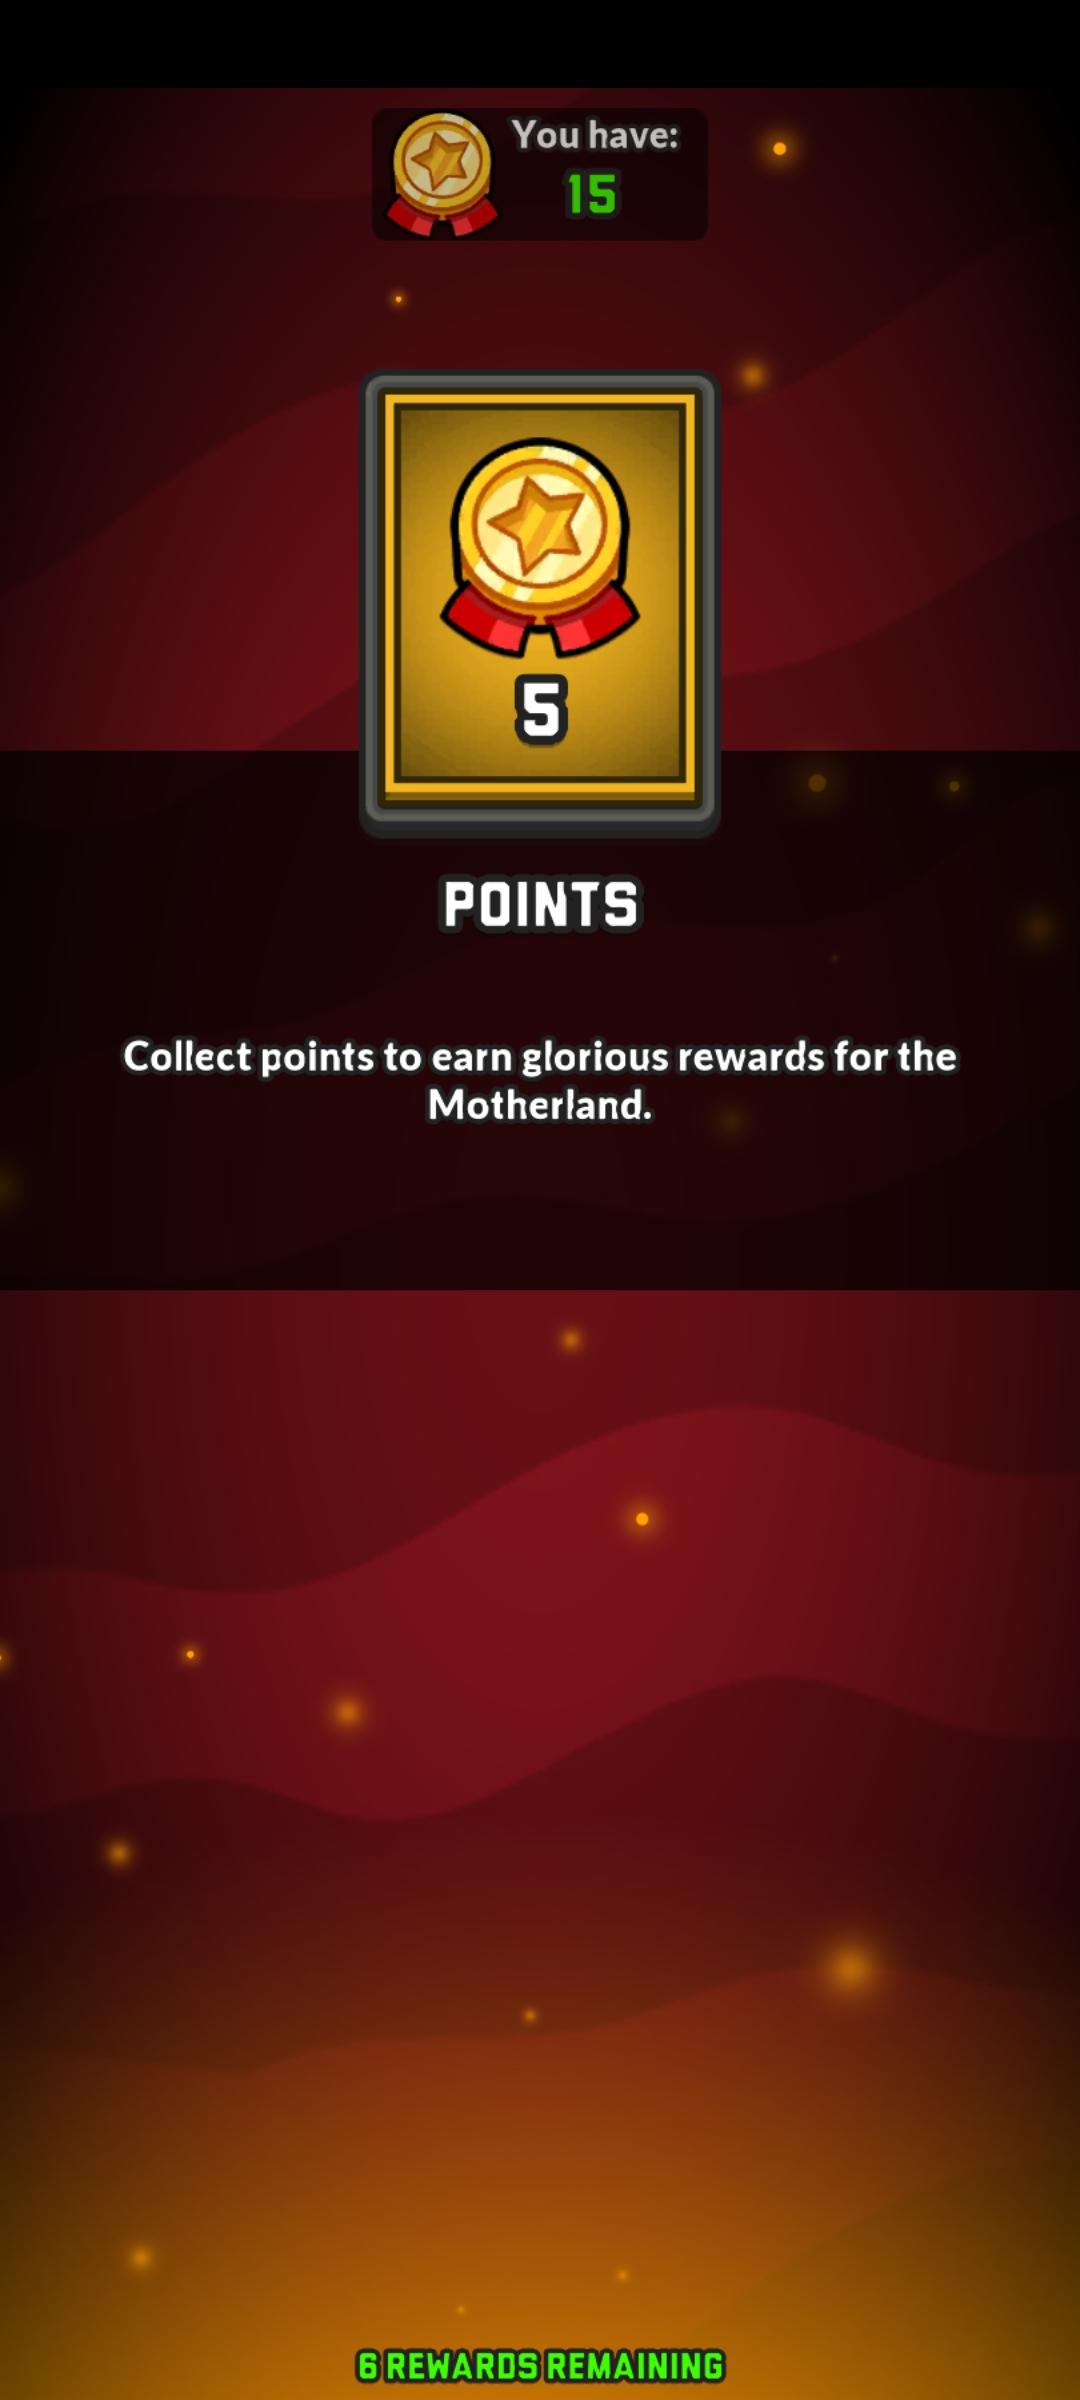 You have:
15
5
POINTS
Collect points to earn glorious rewards for the
Motherland.
6 REWARDS REMAINING